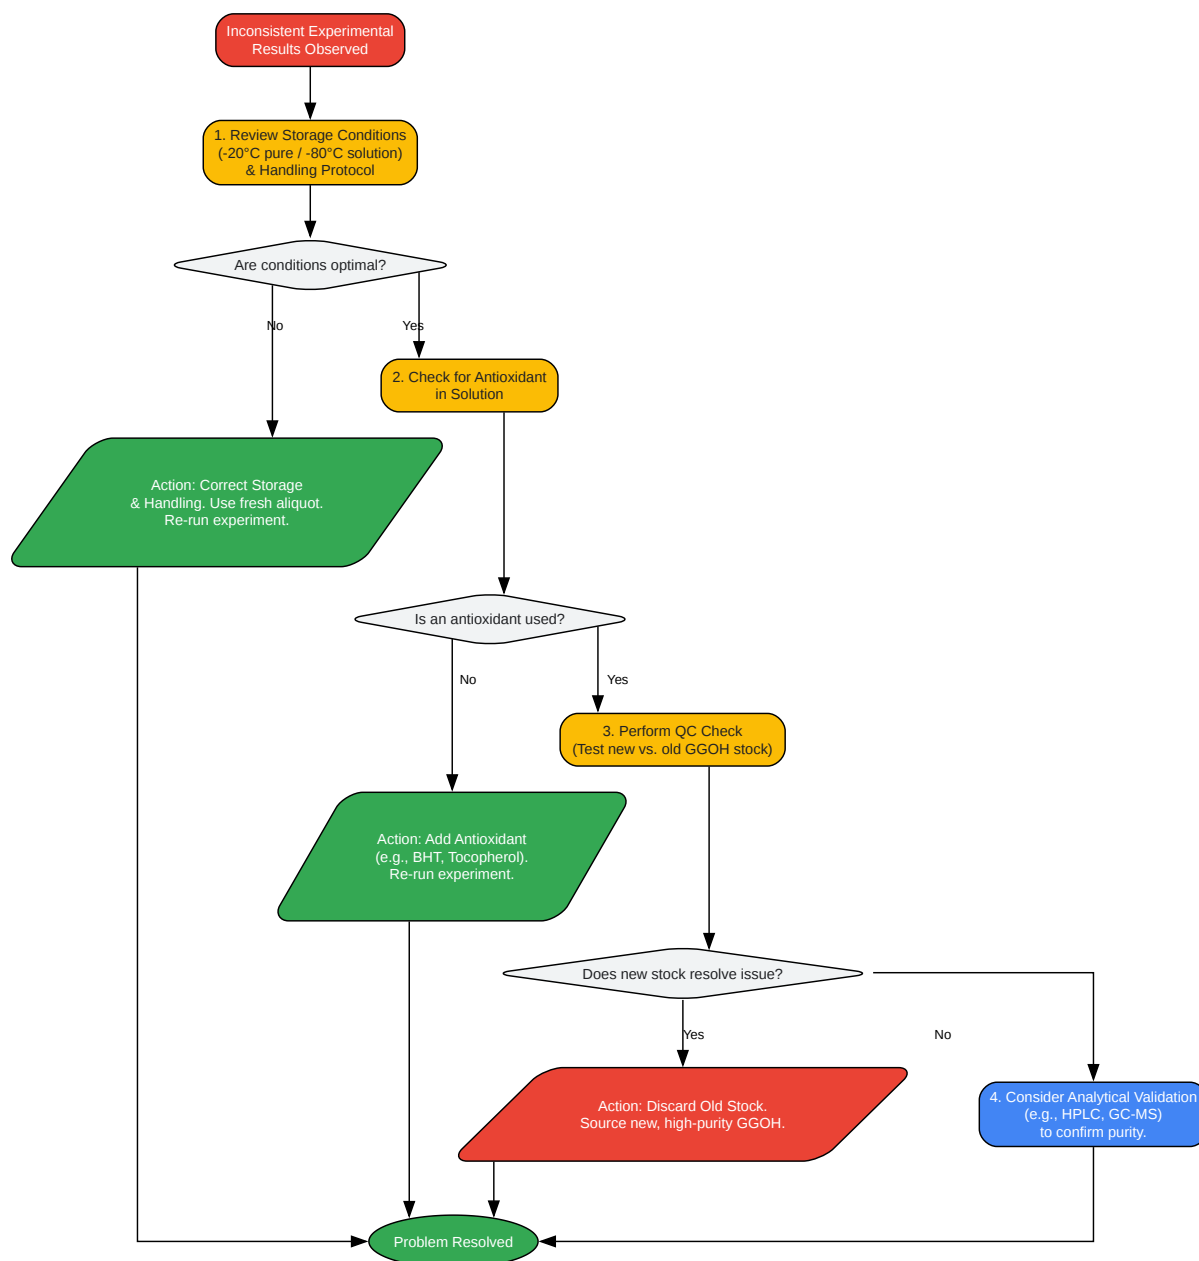 Inconsistent Experimental
Results Observed
1. Review Storage Conditions
(-20°C pure / -80°C solution)
& Handling Protocol
Are conditions optimal?
No
Yes
2. Check for Antioxidant
in Solution
Action: Correct Storage
& Handling. Use fresh aliquot.
Re-run experiment.
Is an antioxidant used?
No
Yes
3. Perform QC Check
(Test new vs. old GGOH stock)
Action: Add Antioxidant
(e.g., BHT, Tocopherol).
Re-run experiment.
Does new stock resolve issue?
Yes
No
Action: Discard Old Stock.
Source new, high-purity GGOH.
4. Consider Analytical Validation
(e.g., HPLC, GC-MS)
to confirm purity.
Problem Resolved